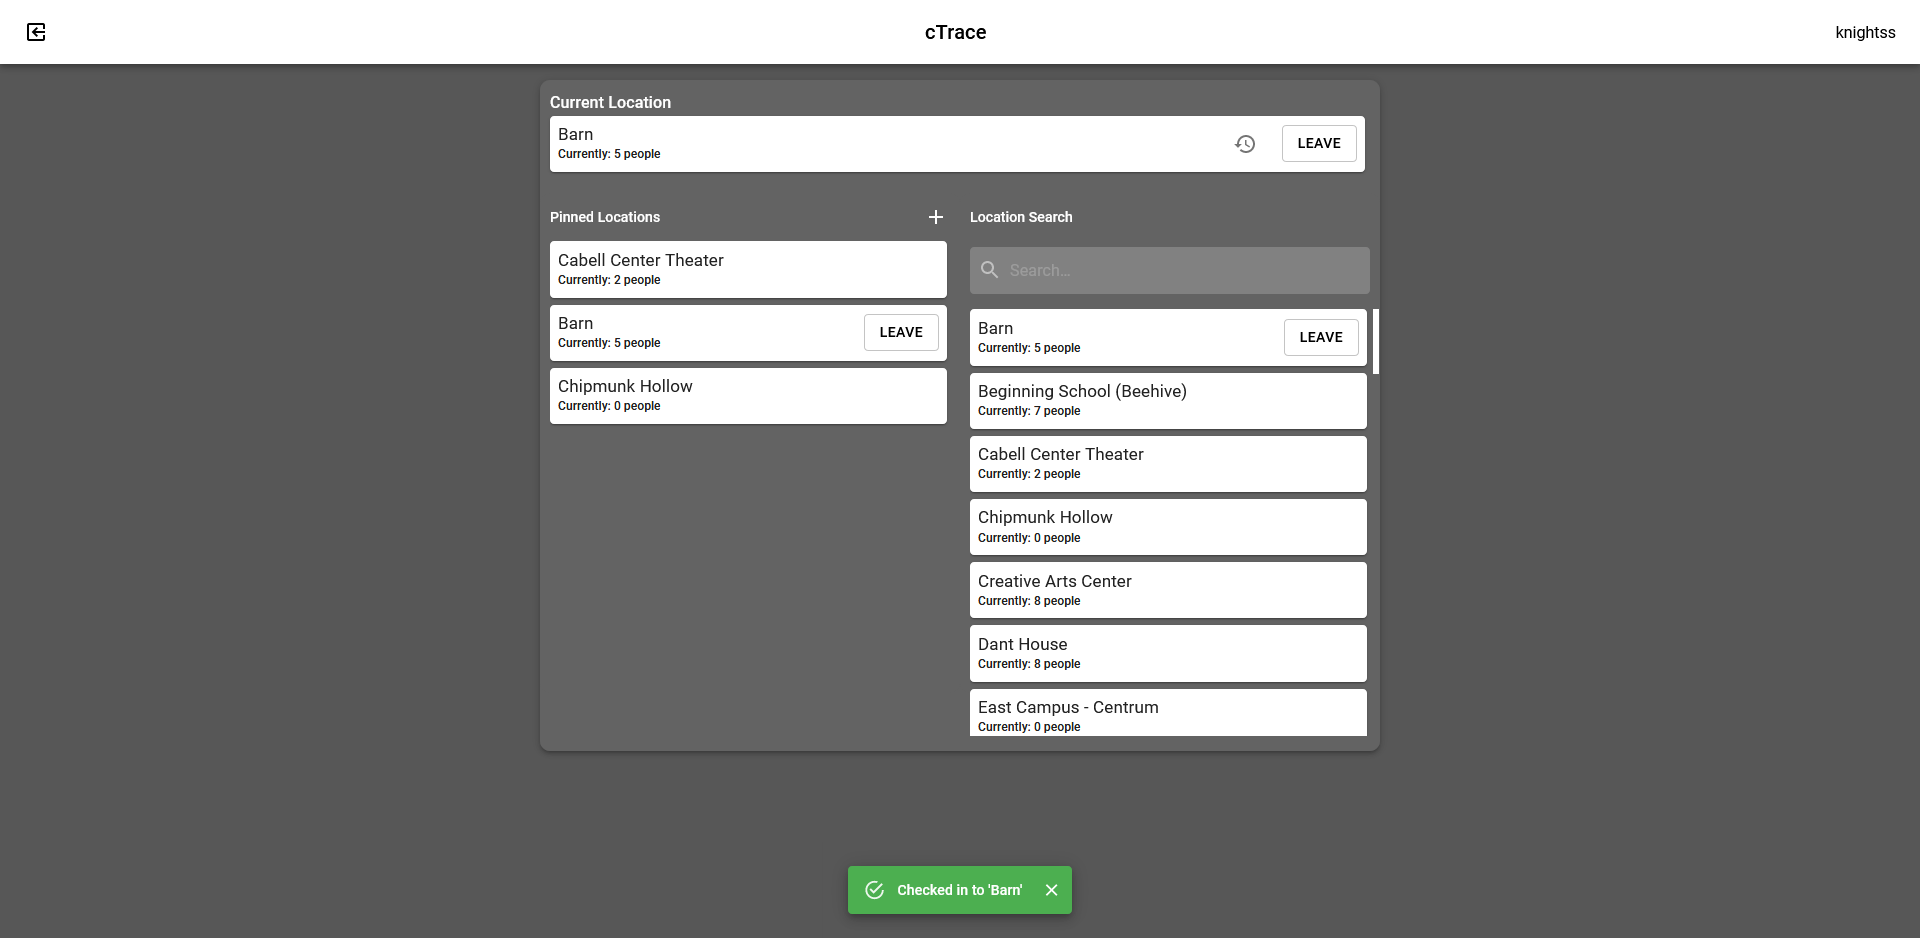 cTrace
knightss
Current Location
Barn
Currently: 5 people
LEAVE
Pinned Locations
Cabell Center Theater
Currently: 2 people
Barn
Currently: 5 people
LEAVE
Chipmunk Hollow
Currently: 0 people
Location Search
Search...
Barn
Currently: 5 people
LEAVE
Beginning School (Beehive)
Currently: 7 people
Cabell Center Theater
Currently: 2 people
Chipmunk Hollow
Currently: 0 people
Creative Arts Center
Currently: 8 people
Dant House
Currently: 8 people
East Campus - Centrum
Currently: 0 people
Checked in to 'Barn'